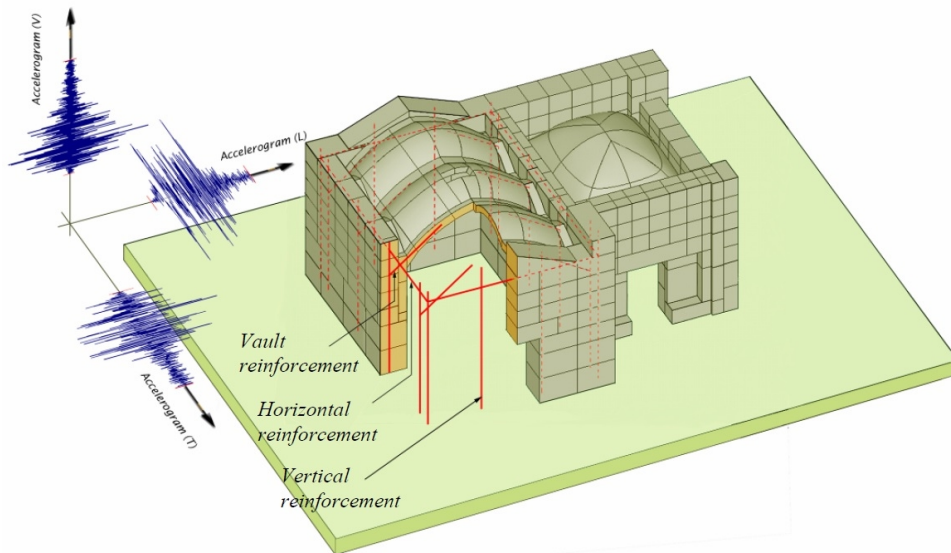 Accelerogram (V)
Accelerogram (L)
Accelerogram (T)
Vault
reinforcement
Horizontal
reinforcement
Vertical
reinforcement